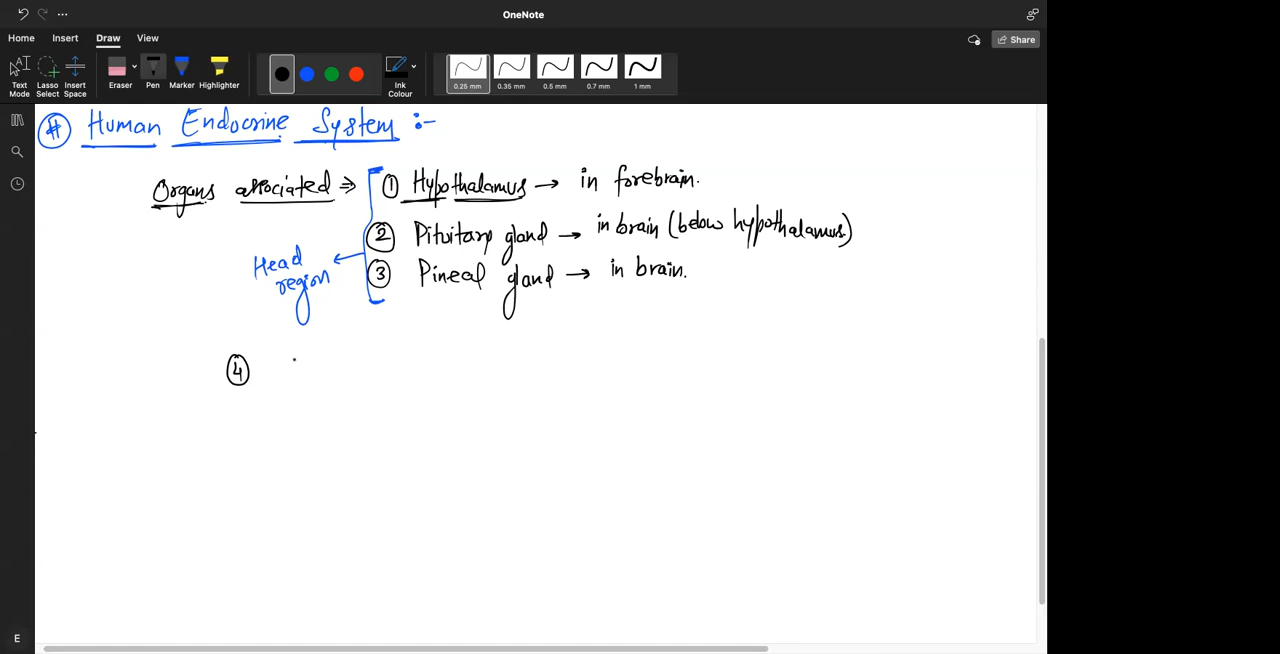 OneNote
Home Insert Draw View
Share
Text Mode Lasso Select Insert Space Eraser Pen Marker Highlighter Ink Colour 0.25 mm 0.35 mm 0.5 mm 0.7 mm 1 mm
# Human Endocrine System :-
Organs associated ⇒ ① Hypothalamus → in forebrain.
② Pituitary gland → in brain (below hypothalamus)
③ Pineal gland → in brain.
Head region
④
E